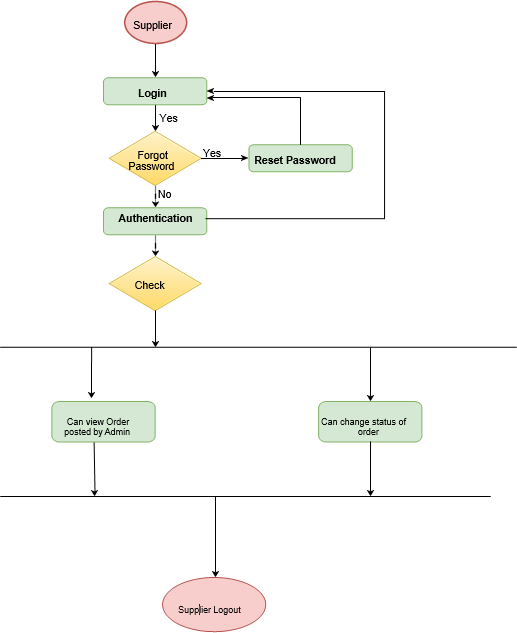 Supplier
Login
Yes
Forgot
Password
Yes
Reset Password
No
Authentication
Check
Can view Order
posted by Admin
Can change status of
order
Supplier Logout